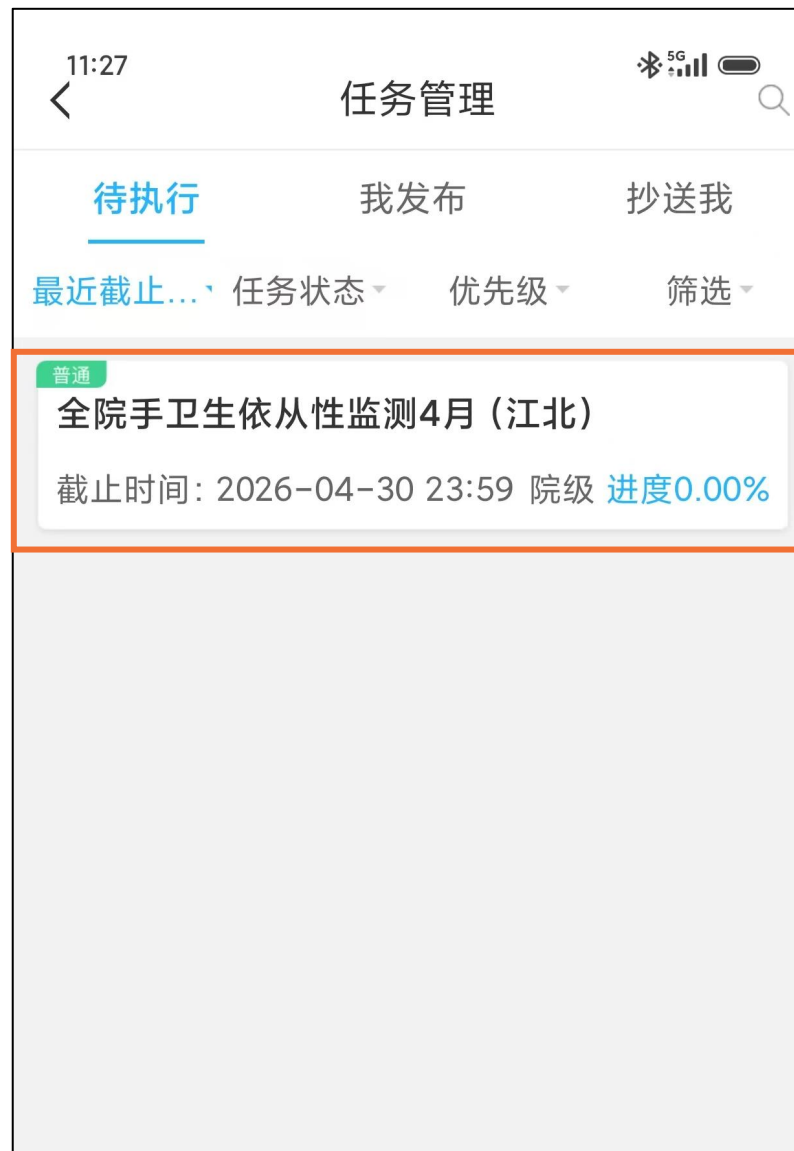 11:27 5G
任务管理
待执行 我发布 抄送我
最近截止... 任务状态 优先级 筛选
普通
全院手卫生依从性监测4月（江北）
截止时间: 2026-04-30 23:59 院级 进度0.00%